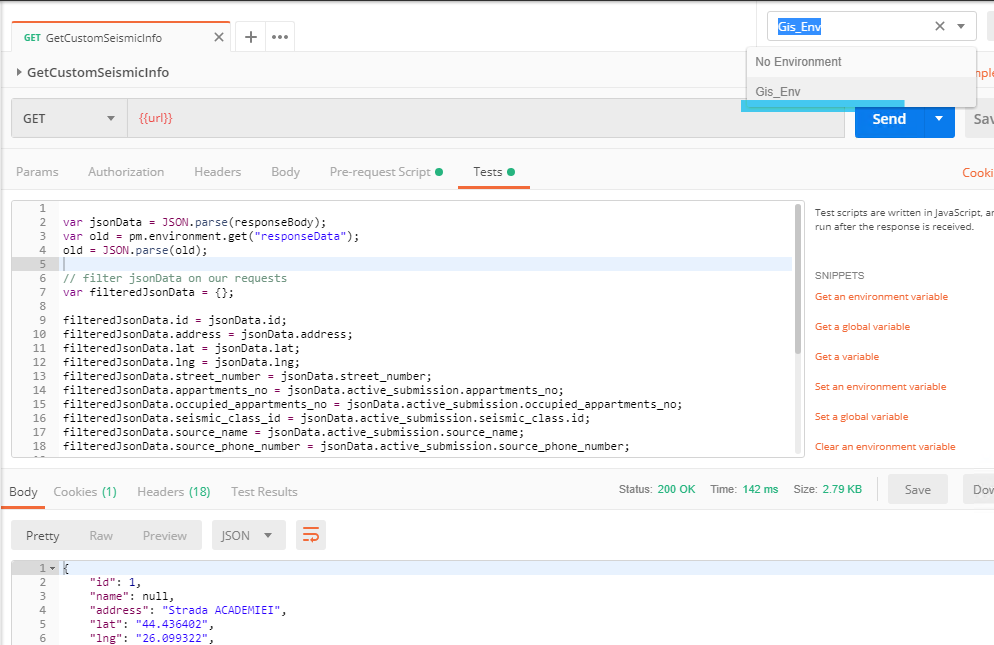 GET GetCustomSeismicInfo
Gis_Env
GetCustomSeismicInfo
No Environment
Gis_Env
GET
{{url}}
Send
Sav
Params Authorization Headers Body Pre-request Script Tests
Cooki
1
2 var jsonData = JSON.parse(responseBody);
3 var old = pm.environment.get("responseData");
4 old = JSON.parse(old);
5
6 // filter jsonData on our requests
7 var filteredJsonData = {};
8
9 filteredJsonData.id = jsonData.id;
10 filteredJsonData.address = jsonData.address;
11 filteredJsonData.lat = jsonData.lat;
12 filteredJsonData.lng = jsonData.lng;
13 filteredJsonData.street_number = jsonData.street_number;
14 filteredJsonData.appartments_no = jsonData.active_submission.appartments_no;
15 filteredJsonData.occupied_appartments_no = jsonData.active_submission.occupied_appartments_no;
16 filteredJsonData.seismic_class_id = jsonData.active_submission.seismic_class.id;
17 filteredJsonData.source_name = jsonData.active_submission.source_name;
18 filteredJsonData.source_phone_number = jsonData.active_submission.source_phone_number;
Test scripts are written in JavaScript, ar
run after the response is received.
SNIPPETS
Get an environment variable
Get a global variable
Get a variable
Set an environment variable
Set a global variable
Clear an environment variable
Body Cookies (1) Headers (18) Test Results
Status: 200 OK Time: 142 ms Size: 2.79 KB
Save
Dow
Pretty Raw Preview JSON
1 {
2 "id": 1,
3 "name": null,
4 "address": "Strada ACADEMIEI",
5 "lat": "44.436402",
6 "lng": "26.099322",